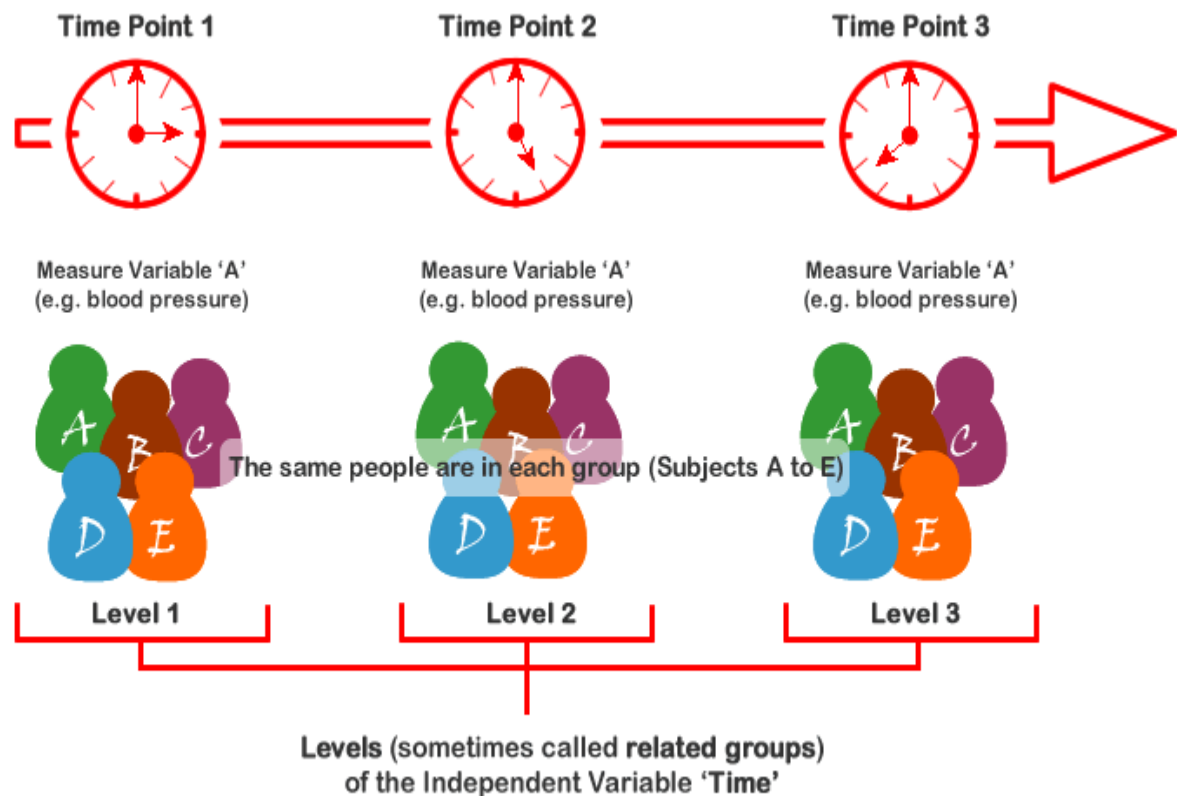 Time Point 1
Time Point 2
Time Point 3
Measure Variable ‘A’
(e.g. blood pressure)
Measure Variable ‘A’
(e.g. blood pressure)
Measure Variable ‘A’
(e.g. blood pressure)
A
B
C
D
E
A
B
C
D
E
A
B
C
D
E
The same people are in each group (Subjects A to E)
Level 1
Level 2
Level 3
Levels (sometimes called related groups)
of the Independent Variable ‘Time’